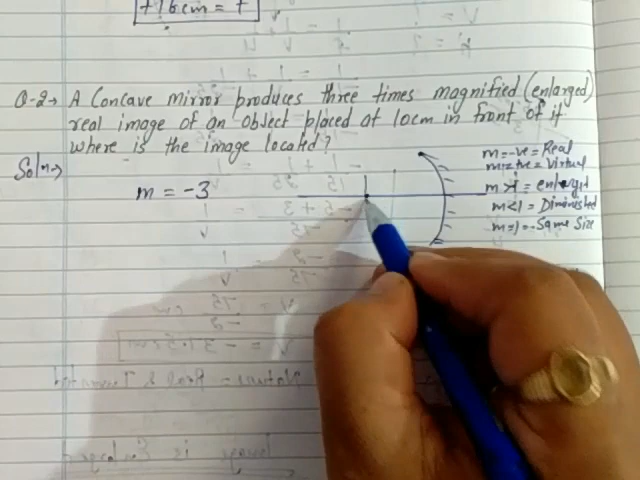 +16cm = f
Q-2→ A Concave mirror produces three times magnified (enlarged)
real image of an object placed at 10cm in front of it
where is the image located?
Soln→
m = -3
m = -ve = Real
m = +ve = Virtual
m>1 = enlarged
m<1 = Diminished
m=1 = Same Size